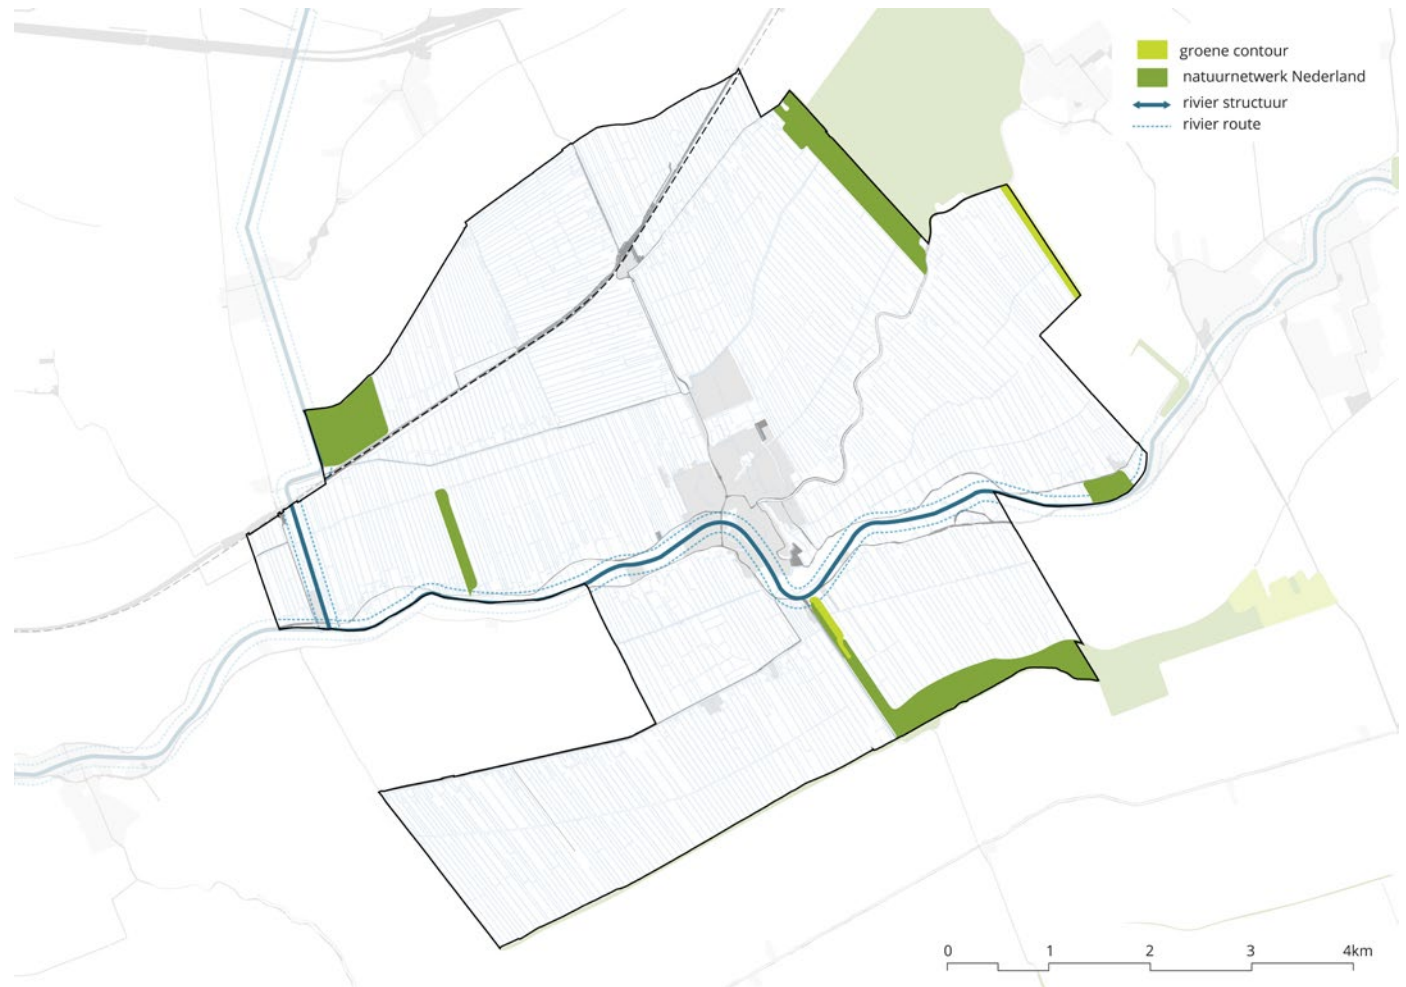 groene contour
natuurnetwerk Nederland
rivier structuur
rivier route
0 1 2 3 4km